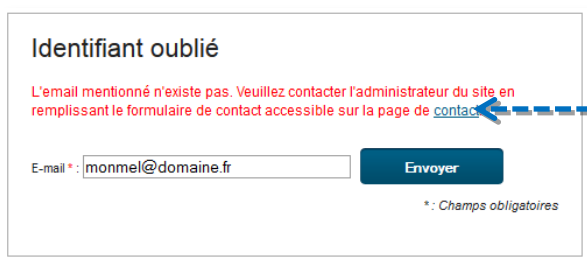 Identifiant oublié
L'email mentionné n'existe pas. Veuillez contacter l'administrateur du site en
remplissant le formulaire de contact accessible sur la page de contact
E-mail * : monmel@domaine.fr Envoyer
* : Champs obligatoires